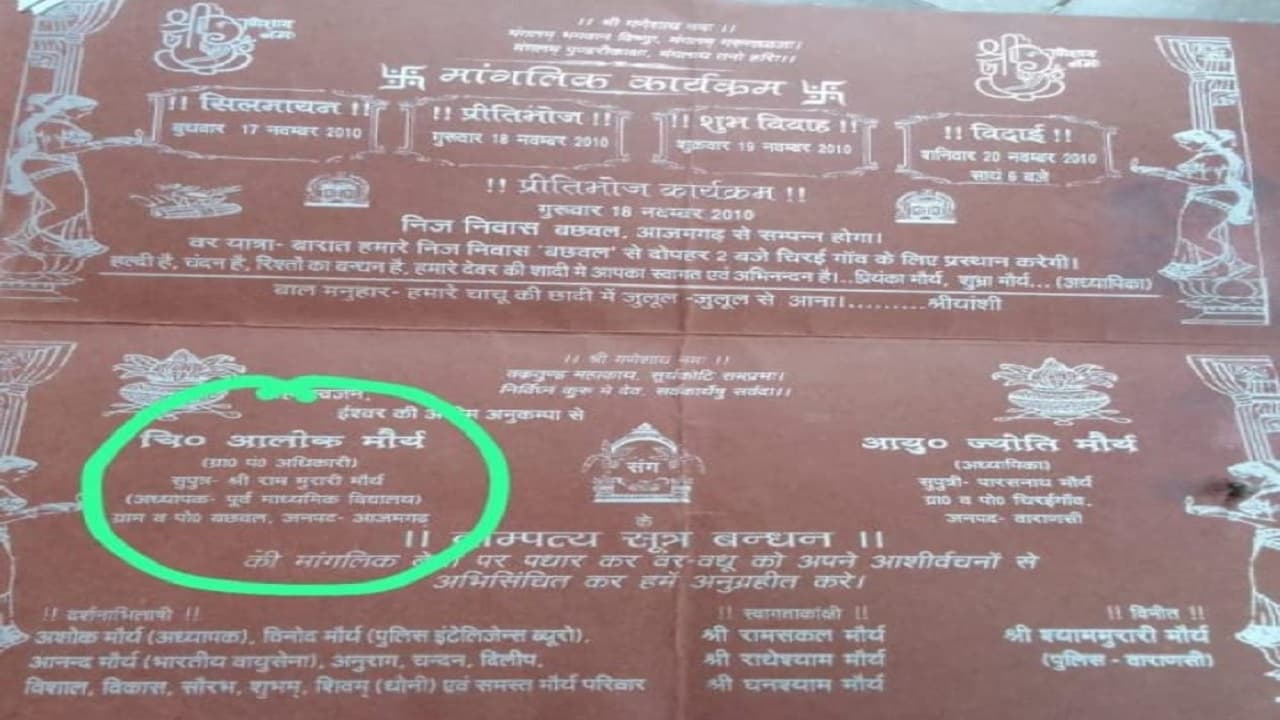 श्री गणेशाय नमः
!! श्री गणेशाय नमः !!
मंगलम् भगवान विष्णुः, मंगलम् गरुणध्वजः।
मंगलम् पुण्डरीकाक्षः, मंगलाय तनो हरिः।।
मांगलिक कार्यक्रम
!! सिलमायन !!
बुधवार 17 नवम्बर 2010
!! प्रीतिभोज !!
गुरुवार 18 नवम्बर 2010
!! शुभ विवाह !!
शुक्रवार 19 नवम्बर 2010
!! विदाई !!
शनिवार 20 नवम्बर 2010
सायं 6 बजे
!! प्रीतिभोज कार्यक्रम !!
गुरुवार 18 नवम्बर 2010
निज निवास बछवल, आजमगढ़ से सम्पन्न होगा।
वर यात्रा- बारात हमारे निज निवास 'बछवल' से दोपहर 2 बजे चिरई गाँव के लिए प्रस्थान करेगी।
हल्दी है, चंदन है, रिश्तों का बन्धन है, हमारे देवर की शादी मे आपका स्वागत एवं अभिनन्दन है।..प्रियंका मौर्य, शुभ्रा मौर्य... (अध्यापिका)
बाल मनुहार- हमारे चाचू की छादी में जुलूल -जुलूल से आना।.........श्रीयांशी
!! श्री गणेशाय नमः !!
वक्रतुण्ड महाकाय, सूर्यकोटि समप्रभः।
निर्विघ्न कुरू मे देव, सर्वकार्येषु सर्वदा।।
ईश्वर की अनुकम्पा से
चि० आलोक मौर्य
(ग्रा० पं० अधिकारी)
सुपुत्र- श्री राम मुरारी मौर्य
(अध्यापक- पूर्व माध्यमिक विद्यालय)
ग्राम व पो० बछवल, जनपद- आजमगढ़
संग
आयु० ज्योति मौर्य
(अध्यापिका)
सुपुत्री- पारसनाथ मौर्य
ग्रा० व पो० चिरईगाँव,
जनपद- वाराणसी
के
!! दाम्पत्य सूत्र बन्धन !!
की मांगलिक बेला पर पधार कर वर-वधू को अपने आशीर्वचनों से
अभिसिंचित कर हमें अनुग्रहीत करे।
!! दर्शनाभिलाषी !!
अशोक मौर्य (अध्यापक), विनोद मौर्य (पुलिस इंटेलिजेन्स ब्यूरो),
आनन्द मौर्य (भारतीय वायुसेना), अनुराग, चन्दन, दिलीप,
विशाल, विकास, सौरभ, शुभम्, शिवम् (धोनी) एवं समस्त मौर्य परिवार
!! स्वागताकांक्षी !!
श्री रामसकल मौर्य
श्री राधेश्याम मौर्य
श्री घनश्याम मौर्य
!! विनीत !!
श्री श्याममुरारी मौर्य
(पुलिस - वाराणसी)